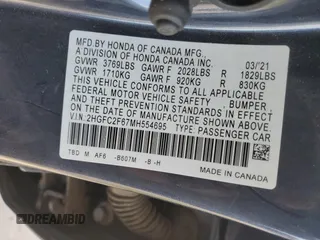 MFD.BY HONDA OF CANADA MFG., 03/21
A DIVISION OF HONDA CANADA INC.
GVWR 3769LBS GAWR F 2028LBS R 1829LBS
GVWR 1710KG GAWR F 920KG R 830KG
THIS VEHICLE CONFORMS TO ALL APPLICABLE
FEDERAL MOTOR VEHICLE SAFETY, BUMPER,
AND THEFT PREVENTION STANDARDS IN EFFECT ON
THE DATE OF MANUFACTURE SHOWN ABOVE.
V.I.N:2HGFC2F67MH554695 TYPE PASSENGER CAR
TBD M AF6 -B607M -B -H
MADE IN CANADA
DREAMBID